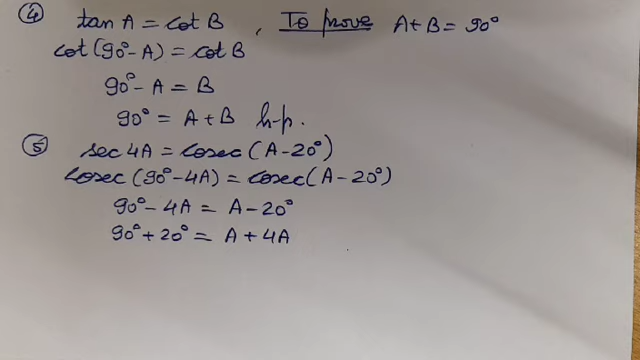 ④ tan A = cot B , To prove A+B = 90°
cot (90° - A) = cot B
90° - A = B
90° = A + B h-p.
⑤ sec 4A = cosec (A - 20°)
cosec (90° - 4A) = cosec (A - 20°)
90° - 4A = A - 20°
90° + 20° = A + 4A